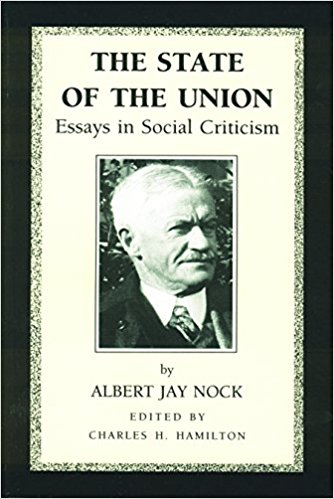 THE STATE
OF THE UNION
Essays in Social Criticism
by
ALBERT JAY NOCK
EDITED BY
CHARLES H. HAMILTON